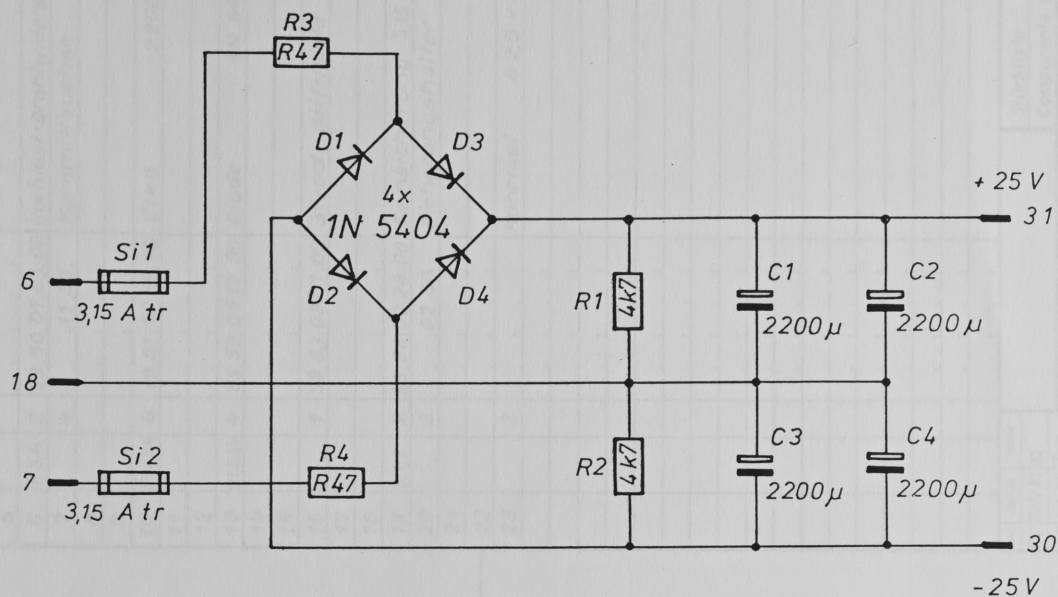 R3
R47
D1
D3
4x
1N 5404
D2
D4
+ 25 V
31
6
Si1
3,15 A tr
R1
4k7
C1
2200µ
C2
2200µ
18
7
Si2
3,15 A tr
R4
R47
R2
4k7
C3
2200µ
C4
2200µ
30
- 25 V